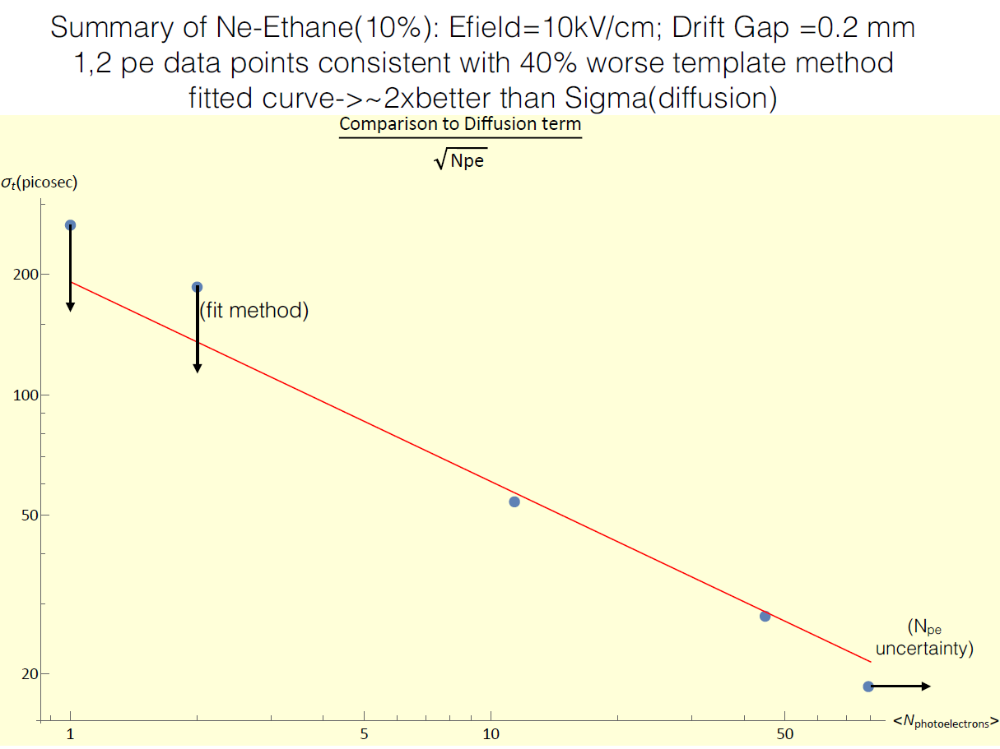 Summary of Ne-Ethane(10%): Efield=10kV/cm; Drift Gap =0.2 mm
1,2 pe data points consistent with 40% worse template method
fitted curve->~2xbetter than Sigma(diffusion)
Comparison to Diffusion term
√Npe
σt(picosec)
200
(fit method)
100
50
(Npe
uncertainty)
20
<Nphotoelectrons>
1
5
10
50